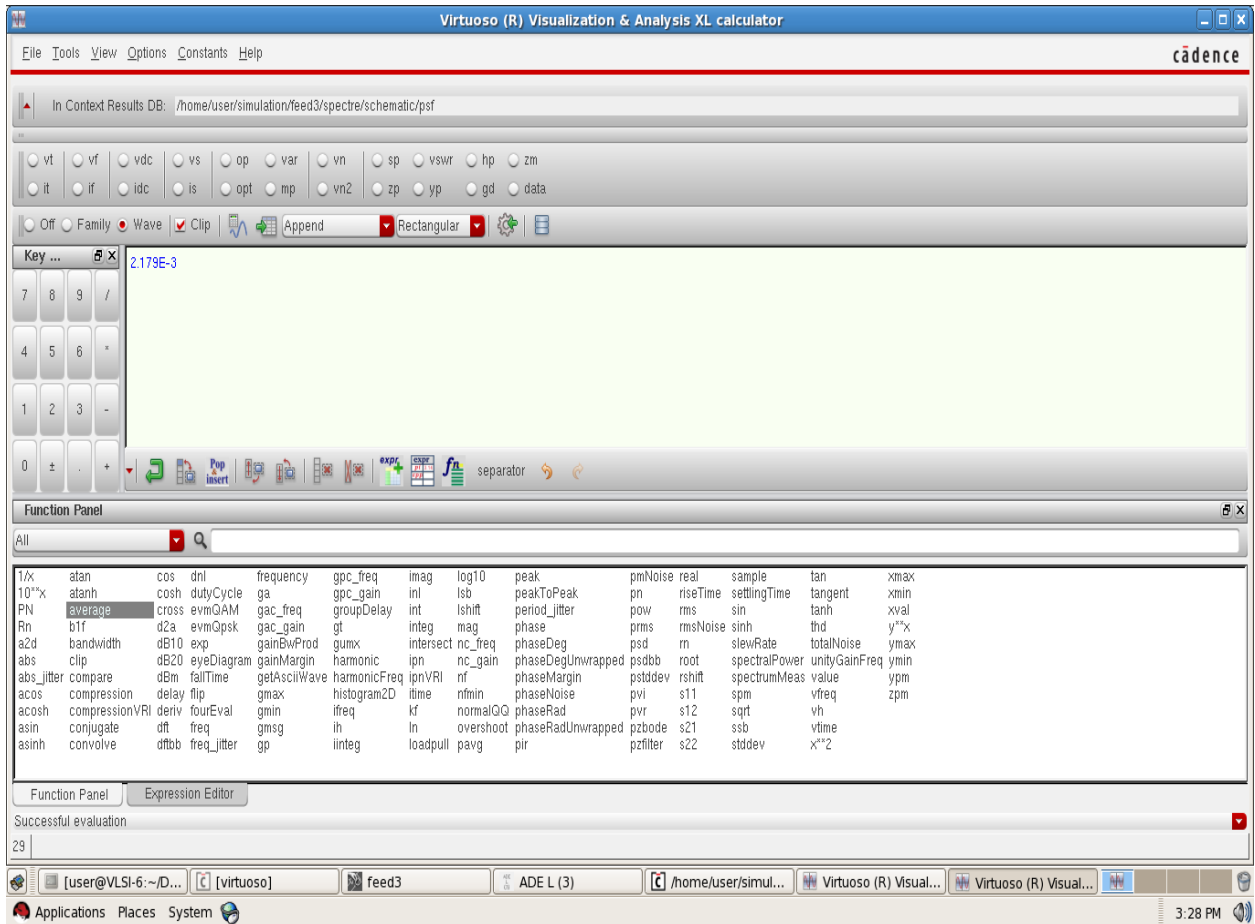 Virtuoso (R) Visualization & Analysis XL calculator
File Tools View Options Constants Help
cādence
In Context Results DB: /home/user/simulation/feed3/spectre/schematic/psf
vt vf vdc vs op var vn sp vswr hp zm
it if idc is opt mp vn2 zp yp gd data
Off Family Wave Clip Append Rectangular
Key ...
2.179E-3
7 8 9 /
4 5 6 *
1 2 3 -
0 ± . +
Pop & insert expr expr fn separator
Function Panel
All
1/x atan cos dnl frequency gpc_freq imag log10 peak pmNoise real sample tan xmax
10**x atanh cosh dutyCycle ga gpc_gain inl lsb peakToPeak pn riseTime settlingTime tangent xmin
PN average cross evmQAM gac_freq groupDelay int lshift period_jitter pow rms sin tanh xval
Rn b1f d2a evmQpsk gac_gain gt integ mag phase prms rmsNoise sinh thd y**x
a2d bandwidth dB10 exp gainBwProd gumx intersect nc_freq phaseDeg psd rn slewRate totalNoise ymax
abs clip dB20 eyeDiagram gainMargin harmonic ipn nc_gain phaseDegUnwrapped psdbb root spectralPower unityGainFreq ymin
abs_jitter compare dBm fallTime getAsciiWave harmonicFreq ipnVRI nf phaseMargin pstddev rshift spectrumMeas value ypm
acos compression delay flip gmax histogram2D itime nfmin phaseNoise pvi s11 spm vfreq zpm
acosh compressionVRI deriv fourEval gmin ifreq kf normalQQ phaseRad pvr s12 sqrt vh
asin conjugate dft freq gmsg ih ln overshoot phaseRadUnwrapped pzbode s21 ssb vtime
asinh convolve dftbb freq_jitter gp iinteg loadpull pavg pir pzfilter s22 stddev x**2
Function Panel Expression Editor
Successful evaluation
29
[user@VLSI-6:~/D... [virtuoso] feed3 ADE L (3) /home/user/simul... Virtuoso (R) Visual... Virtuoso (R) Visual...
Applications Places System 3:28 PM